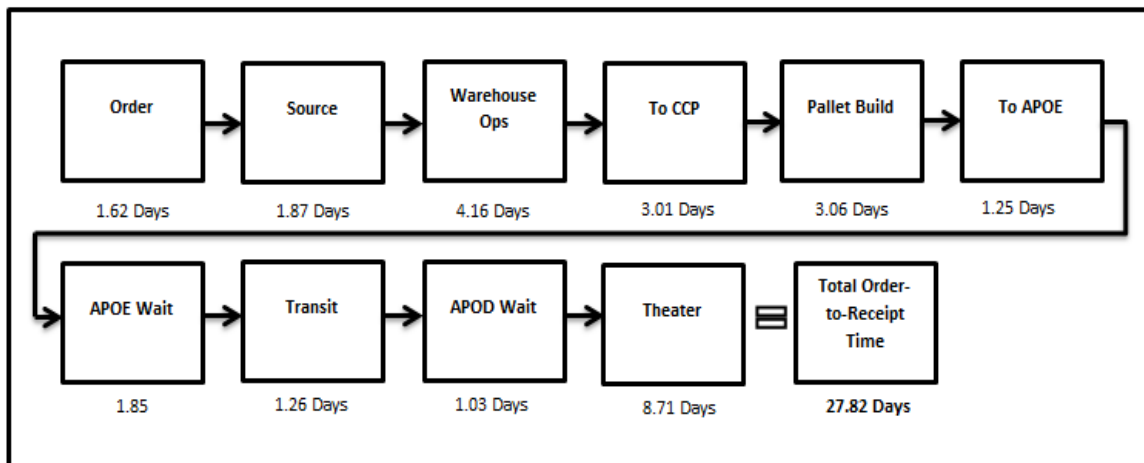 Order
Source
Warehouse
Ops
To CCP
Pallet Build
To APOE
1.62 Days
1.87 Days
4.16 Days
3.01 Days
3.06 Days
1.25 Days
APOE Wait
Transit
APOD Wait
Theater
Total Order-
to-Receipt
Time
1.85
1.26 Days
1.03 Days
8.71 Days
27.82 Days